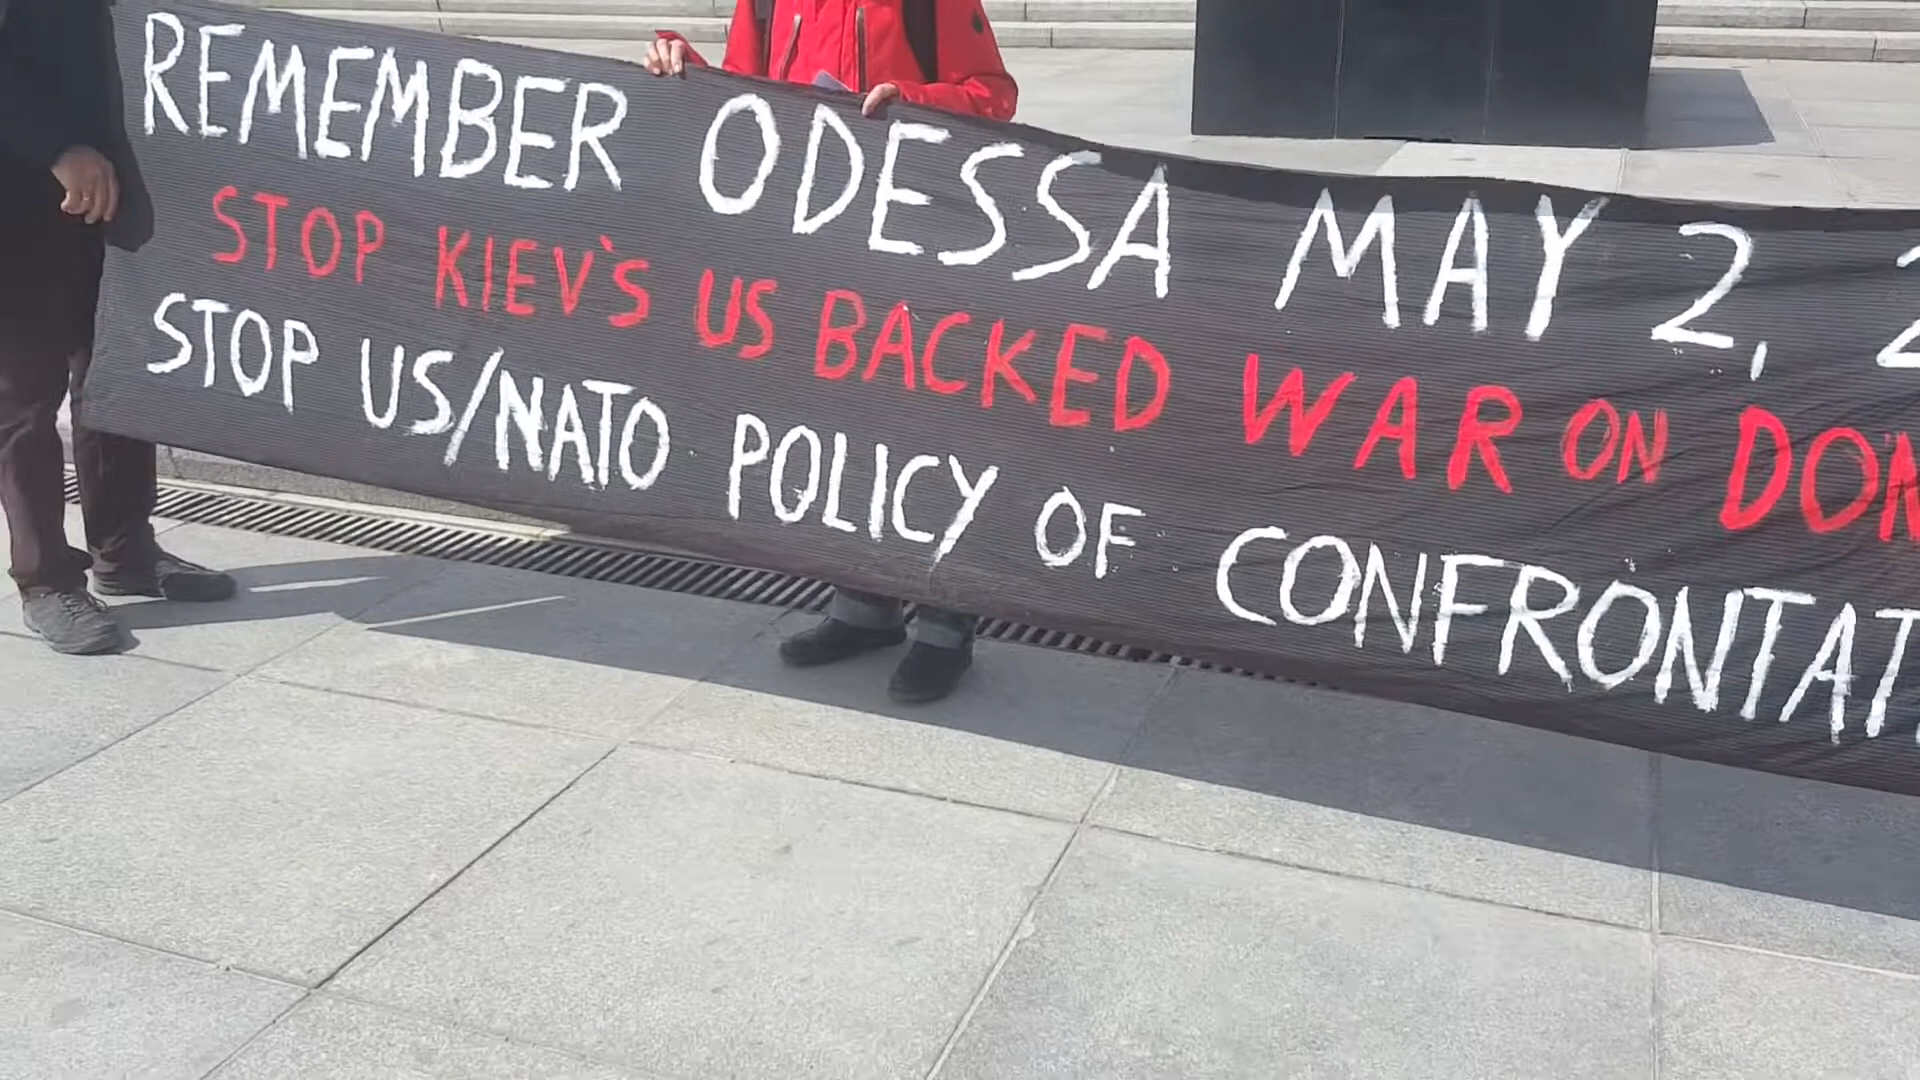 REMEMBER ODESSA MAY 2,
STOP KIEV'S US BACKED WAR ON
STOP US/NATO POLICY OF